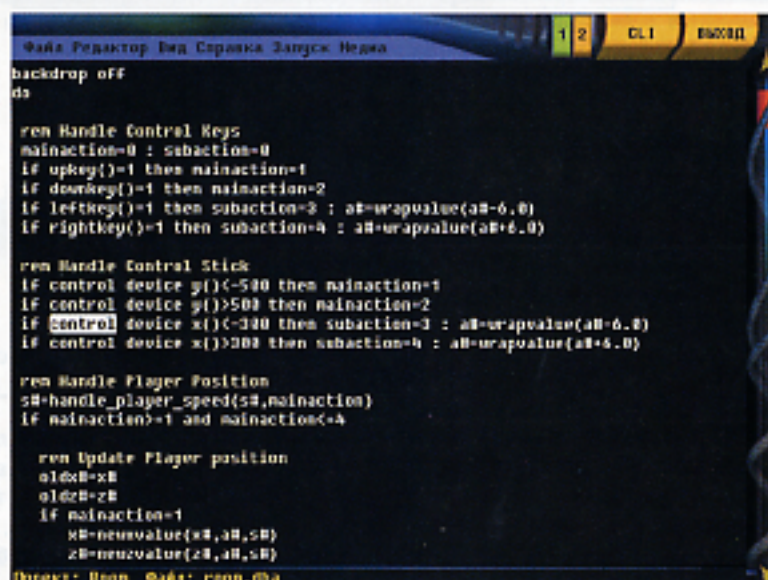 1 2 CLI ВЫХОД
Файл Редактор Вид Справка Запуск Медиа
backdrop off
do
rem Handle Control Keys
mainaction=0 : subaction=0
if upkey()=1 then mainaction=1
if downkey()=1 then mainaction=2
if leftkey()=1 then subaction=3 : a#=wrapvalue(a#-6.0)
if rightkey()=1 then subaction=4 : a#=wrapvalue(a#+6.0)
rem Handle Control Stick
if control device y()<-500 then mainaction=1
if control device y()>500 then mainaction=2
if control device x()<-300 then subaction=3 : a#=wrapvalue(a#-6.0)
if control device x()>300 then subaction=4 : a#=wrapvalue(a#+6.0)
rem Handle Player Position
s#=handle_player_speed(s#,mainaction)
if mainaction>=1 and mainaction<=4
rem Update Player position
oldx#=x#
oldz#=z#
if mainaction=1
x#=newxvalue(x#,a#,s#)
z#=newzvalue(z#,a#,s#)
Проект: Файл: